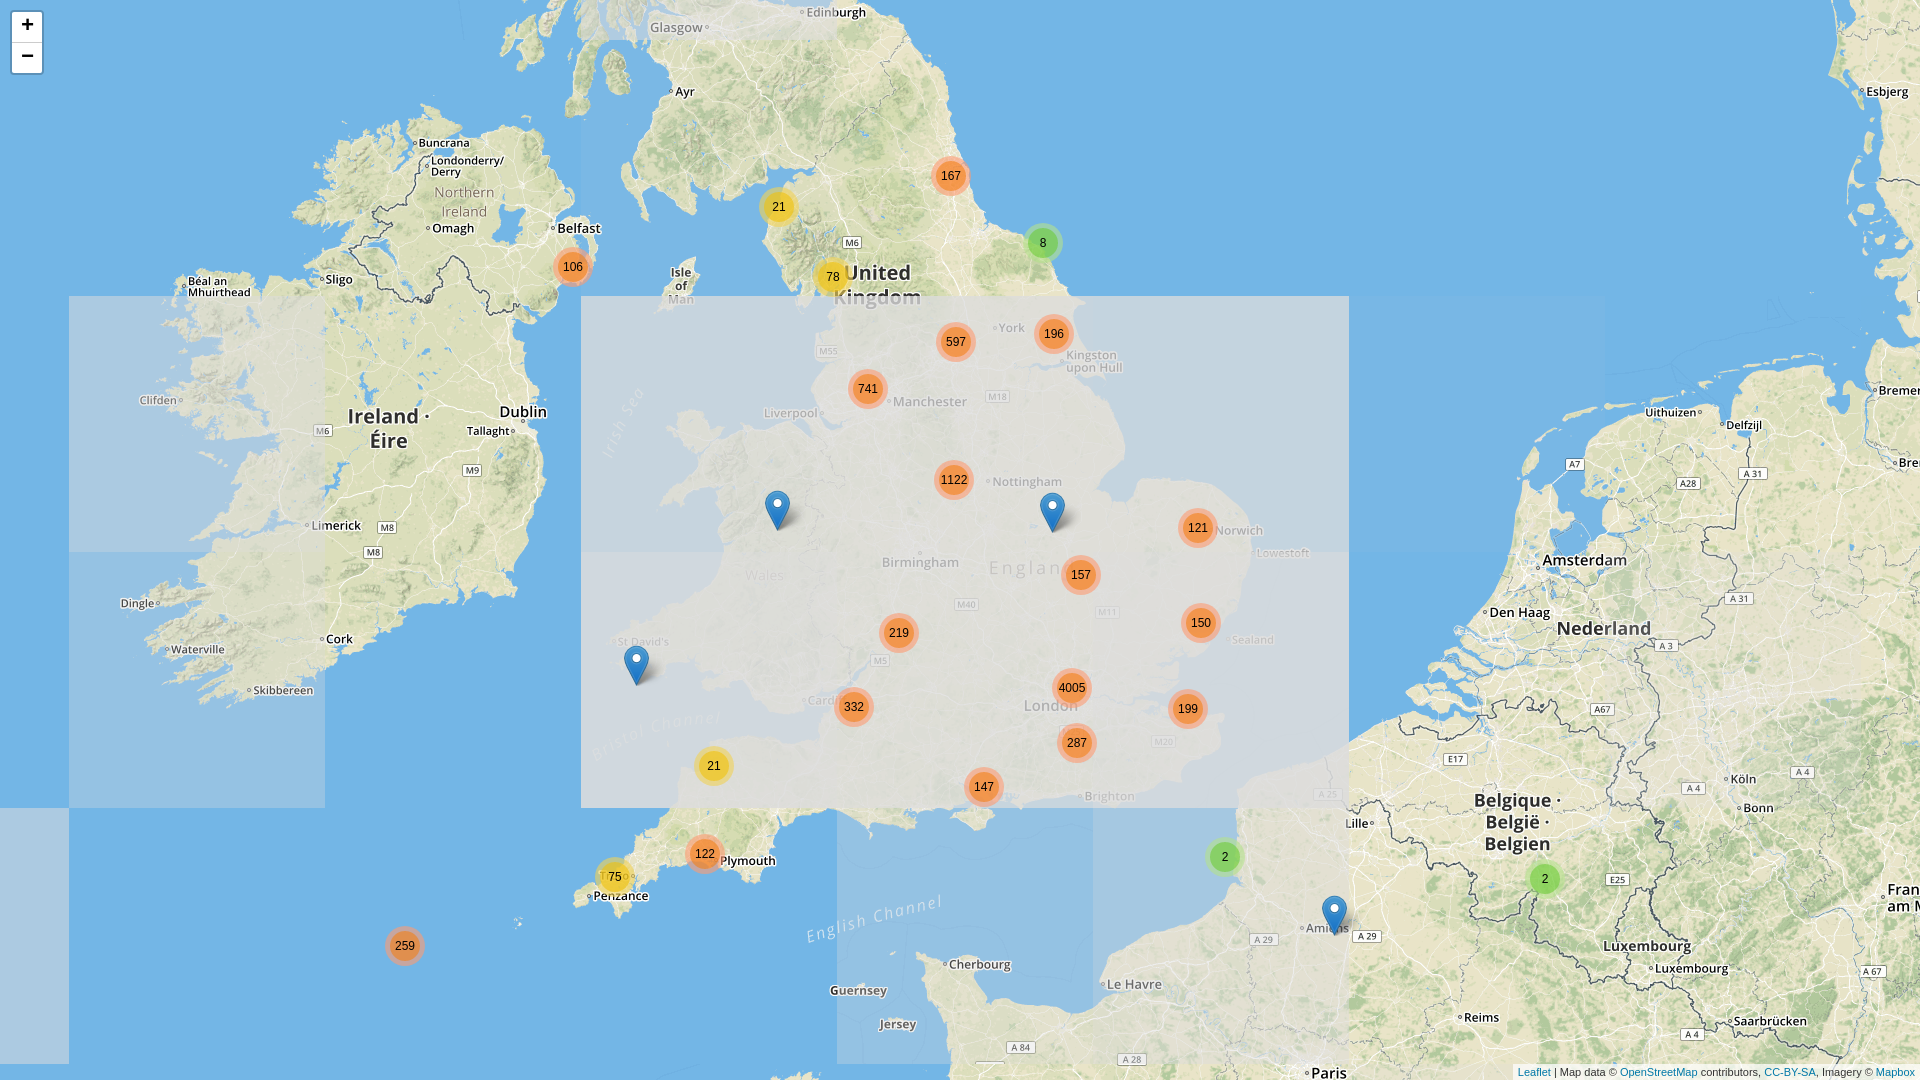 +
−
Glasgow
Edinburgh
Ayr
Esbjerg
Buncrana
Londonderry/
Derry
167
Northern
Ireland
21
Omagh
Belfast
M6
8
106
Isle
of
Man
78
United
Kingdom
Sligo
Béal an
Mhuirthead
York
196
597
M55
Kingston
upon Hull
741
Clifden
Manchester
M18
Bremer
Ireland ·
Éire
Dublin
Liverpool
Uithuizen
M6
Tallaght
Irish Sea
Delfzijl
M9
A7
A 31
Bre
1122
Nottingham
A28
Limerick
M8
121
Norwich
M8
Lowestoft
Birmingham
Amsterdam
Wales
Englan
157
Dingle
M40
M11
A 31
Den Haag
219
150
Nederland
Cork
St David's
Sealand
A 3
Waterville
M5
Skibbereen
4005
Cardi
332
London
199
A67
Bristol Channel
287
M20
E17
21
A 4
147
Köln
A 4
Brighton
A 25
Belgique ·
België ·
Belgien
Bonn
Lille
122
Plymouth
2
75
2
E25
Penzance
Fran
am M
English Channel
Amiens
A 29
A 29
259
Luxembourg
Cherbourg
Luxembourg
A 67
Le Havre
Guernsey
Reims
Jersey
Saarbrücken
A 84
A 28
A 4
Paris
Leaflet | Map data © OpenStreetMap contributors, CC-BY-SA, Imagery © Mapbox